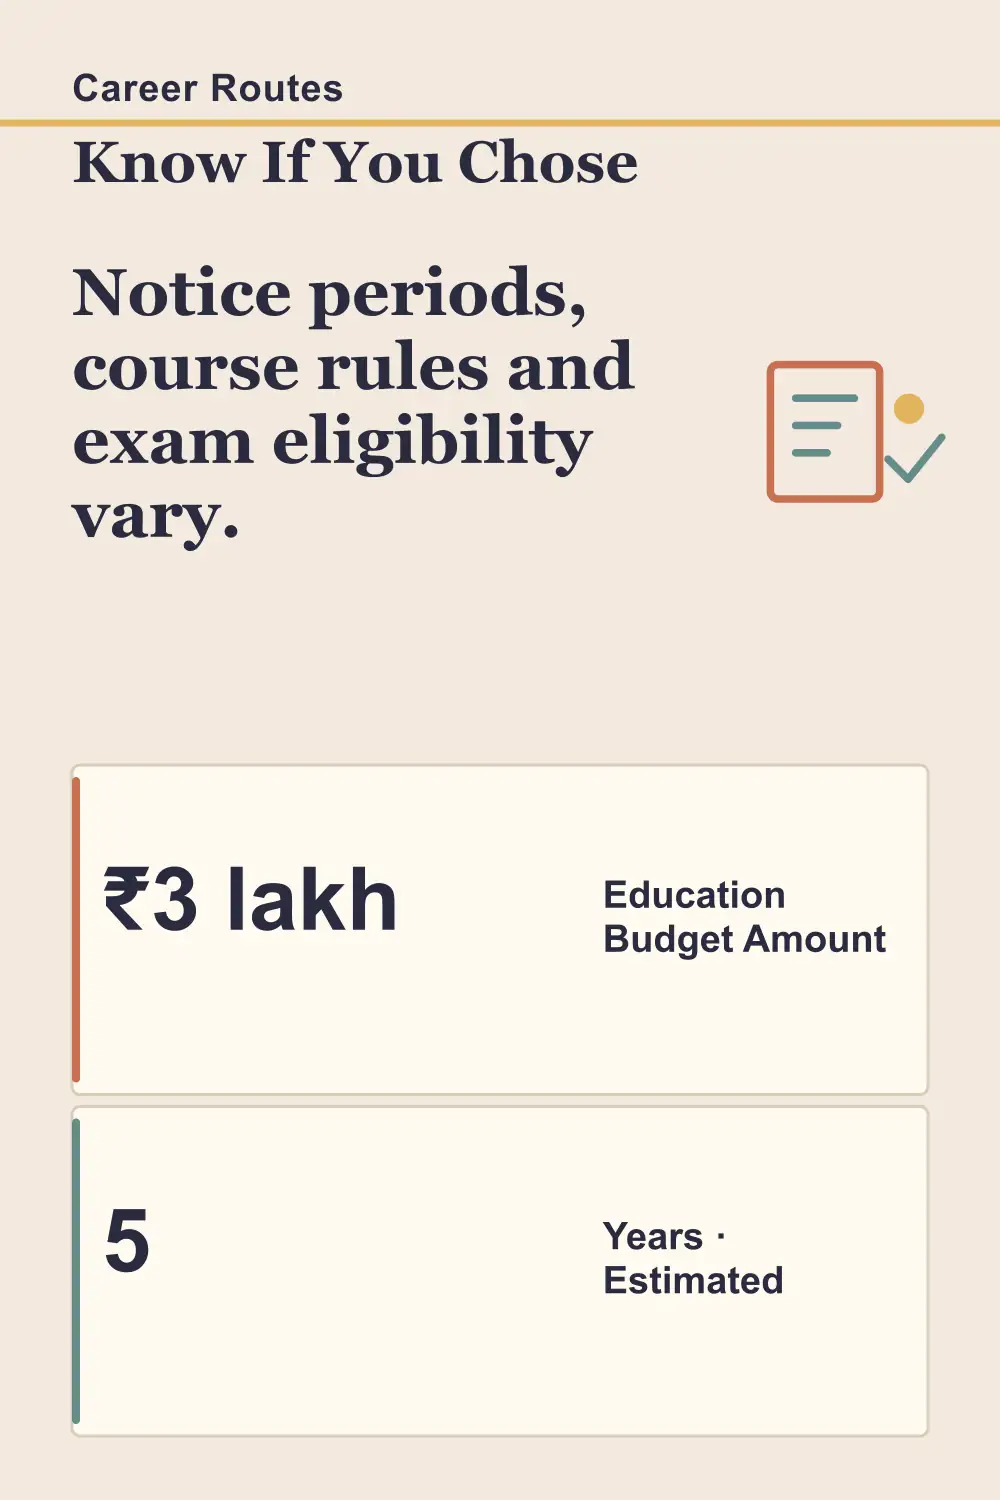 Career Routes
Know If You Chose
Notice periods,
course rules and
exam eligibility
vary.
₹3 lakh
Education
Budget Amount
5
Years ·
Estimated